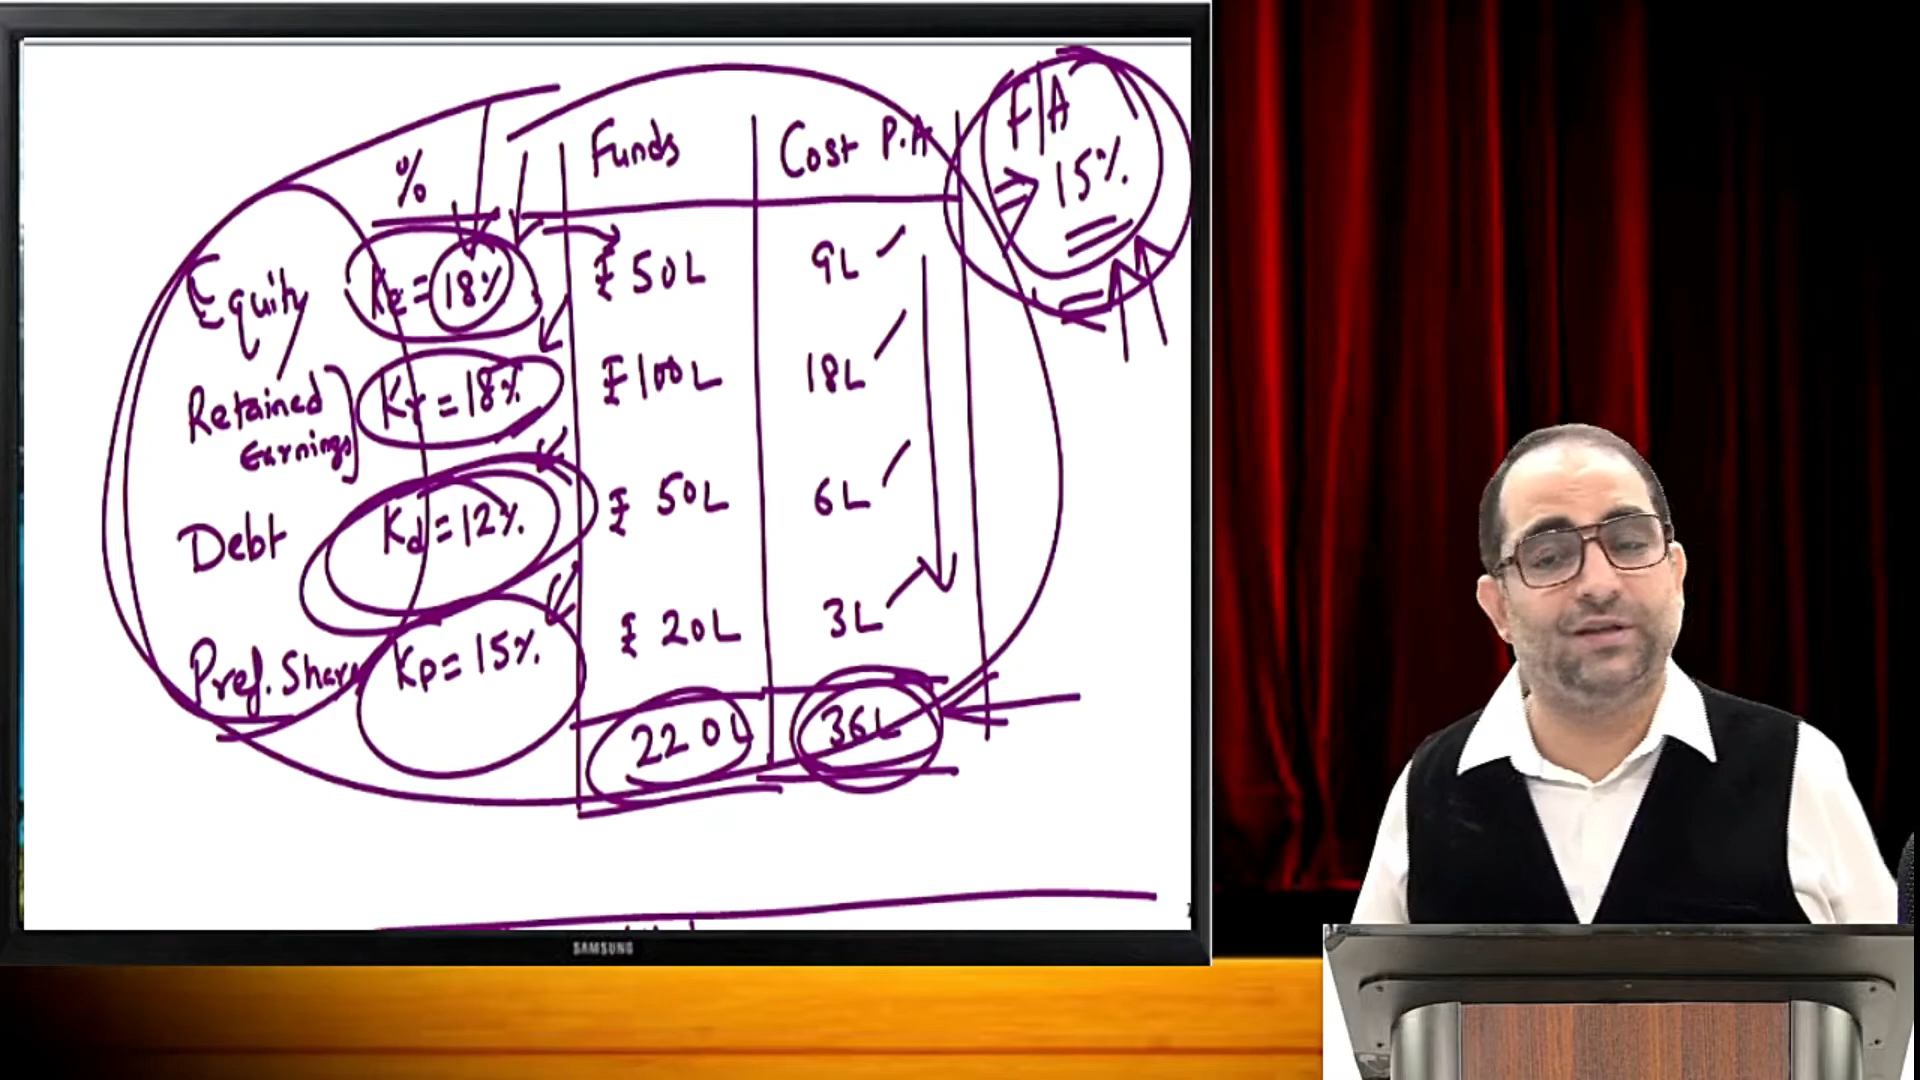 % Funds Cost P.A F/A
15%
Equity Ke = 18% ₹ 50L 9L
Retained Earnings Kr = 18% ₹ 100L 18L
Debt Kd = 12% ₹ 50L 6L
Pref. Share Kp = 15% ₹ 20L 3L
220L 36L
SAMSUNG